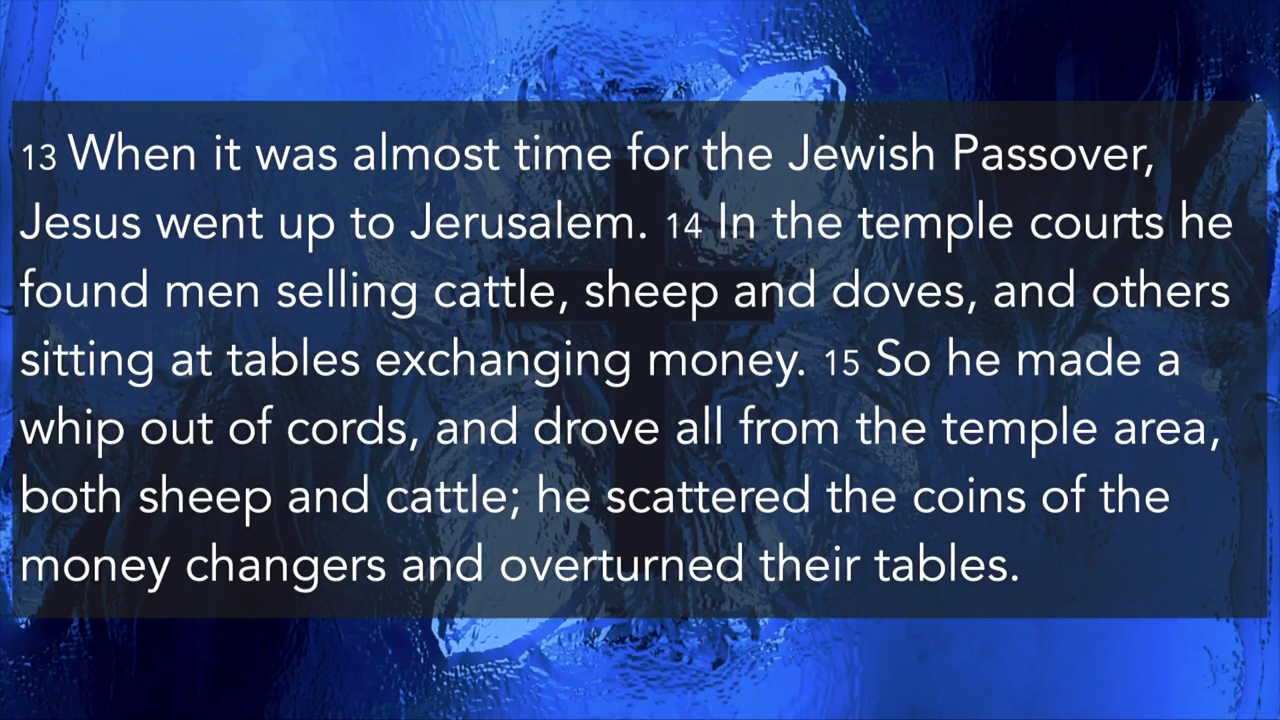 13 When it was almost time for the Jewish Passover,
Jesus went up to Jerusalem. 14 In the temple courts he
found men selling cattle, sheep and doves, and others
sitting at tables exchanging money. 15 So he made a
whip out of cords, and drove all from the temple area,
both sheep and cattle; he scattered the coins of the
money changers and overturned their tables.